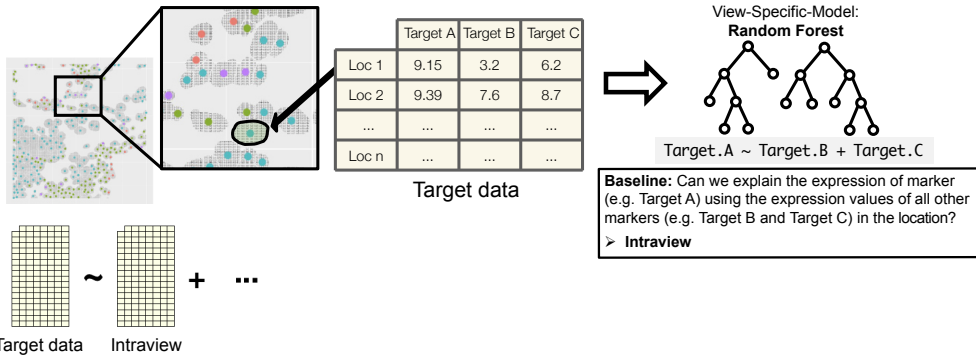 Target A Target B Target C
Loc 1 9.15 3.2 6.2
Loc 2 9.39 7.6 8.7
... ... ... ...
Loc n ... ... ...
Target data
View-Specific-Model:
Random Forest
Target.A ~ Target.B + Target.C
Baseline: Can we explain the expression of marker
(e.g. Target A) using the expression values of all other
markers (e.g. Target B and Target C) in the location?
➢ Intraview
~ + ...
arget data Intraview